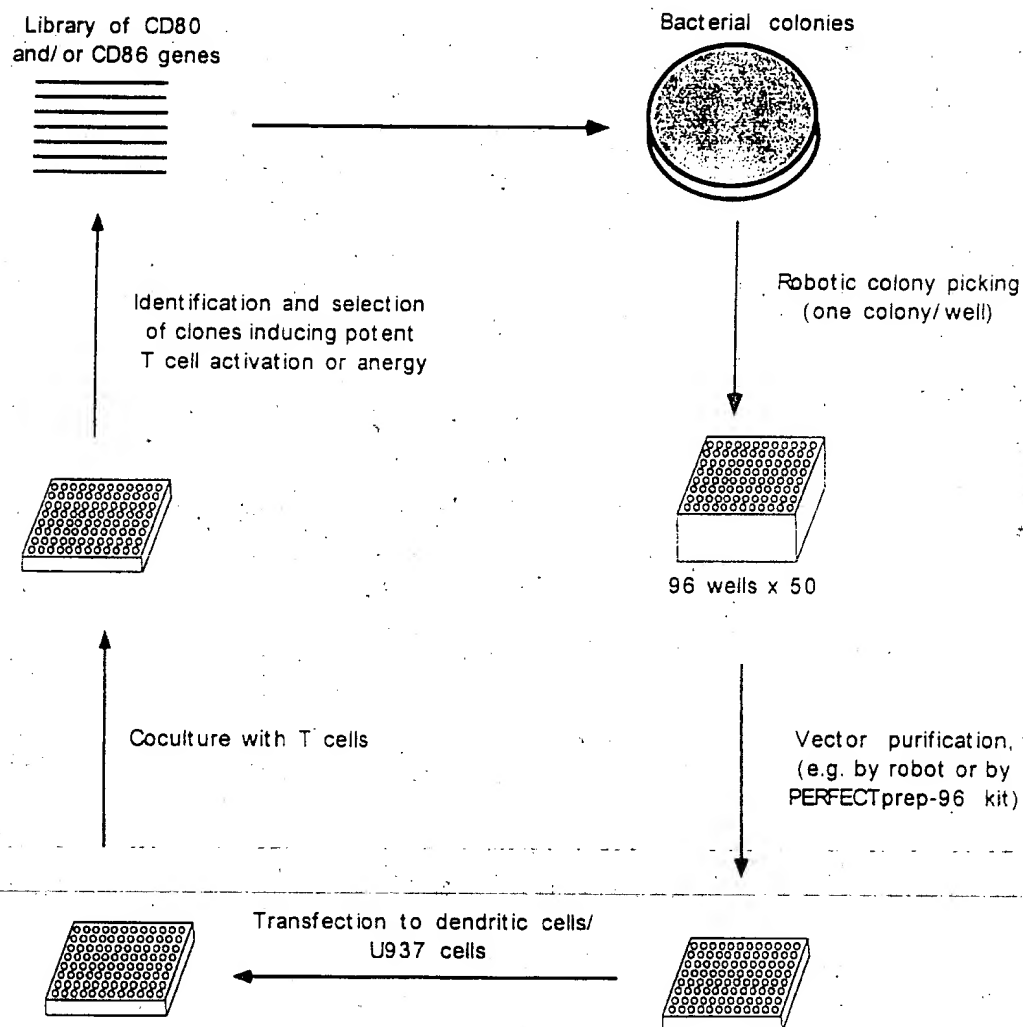 Library of CD80
and/or CD86 genes
Bacterial colonies
Identification and selection
of clones inducing potent
T cell activation or anergy
Robotic colony picking
(one colony/well)
96 wells x 50
Coculture with T cells
Vector purification,
(e.g. by robot or by
PERFECTprep-96 kit)
Transfection to dendritic cells/
U937 cells